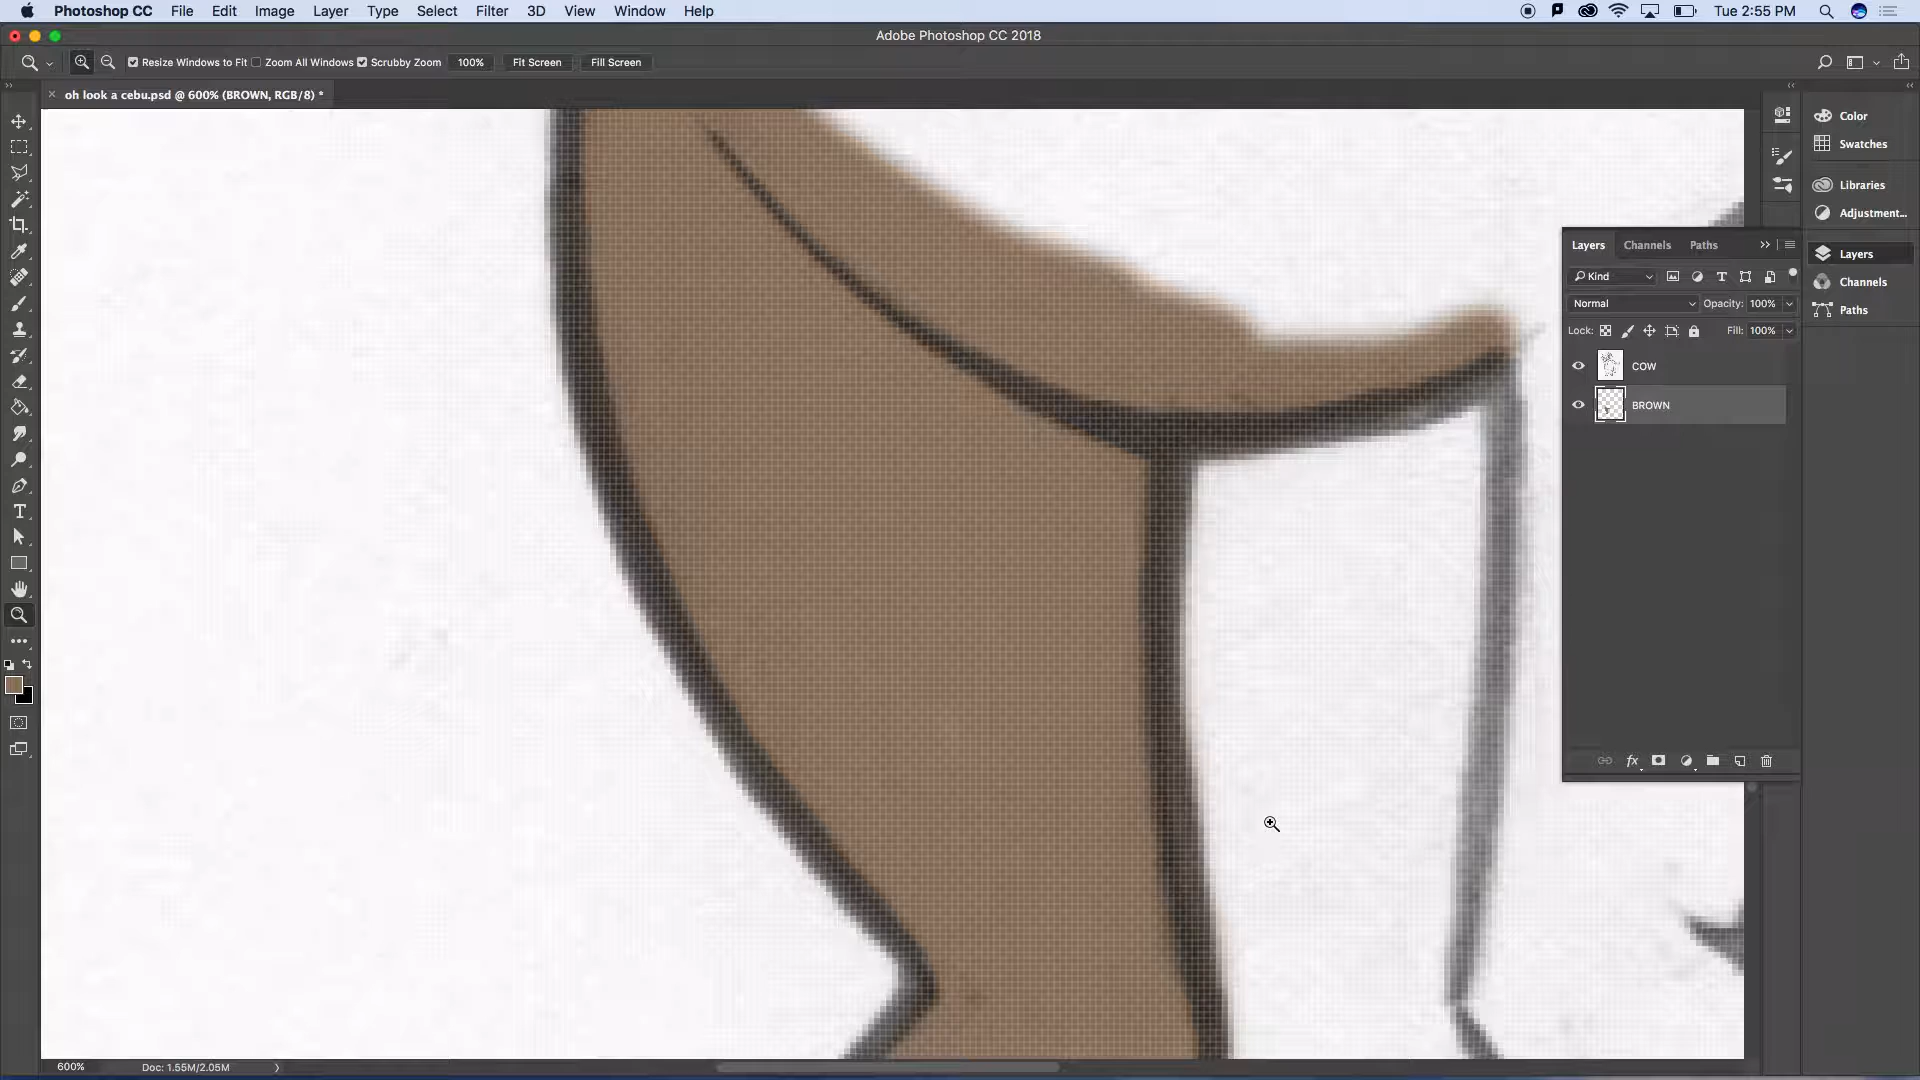 Photoshop CC File Edit Image Layer Type Select Filter 3D View Window Help Tue 2:55 PM
Adobe Photoshop CC 2018
Resize Windows to Fit Zoom All Windows Scrubby Zoom 100% Fit Screen Fill Screen
oh look a cebu.psd @ 600% (BROWN, RGB/8) *
Color
Swatches
Libraries
Adjustment...
Layers
Channels
Paths
Layers Channels Paths
Kind
Normal Opacity: 100%
Lock: Fill: 100%
COW
BROWN
fx
600% Doc: 1.55M/2.05M